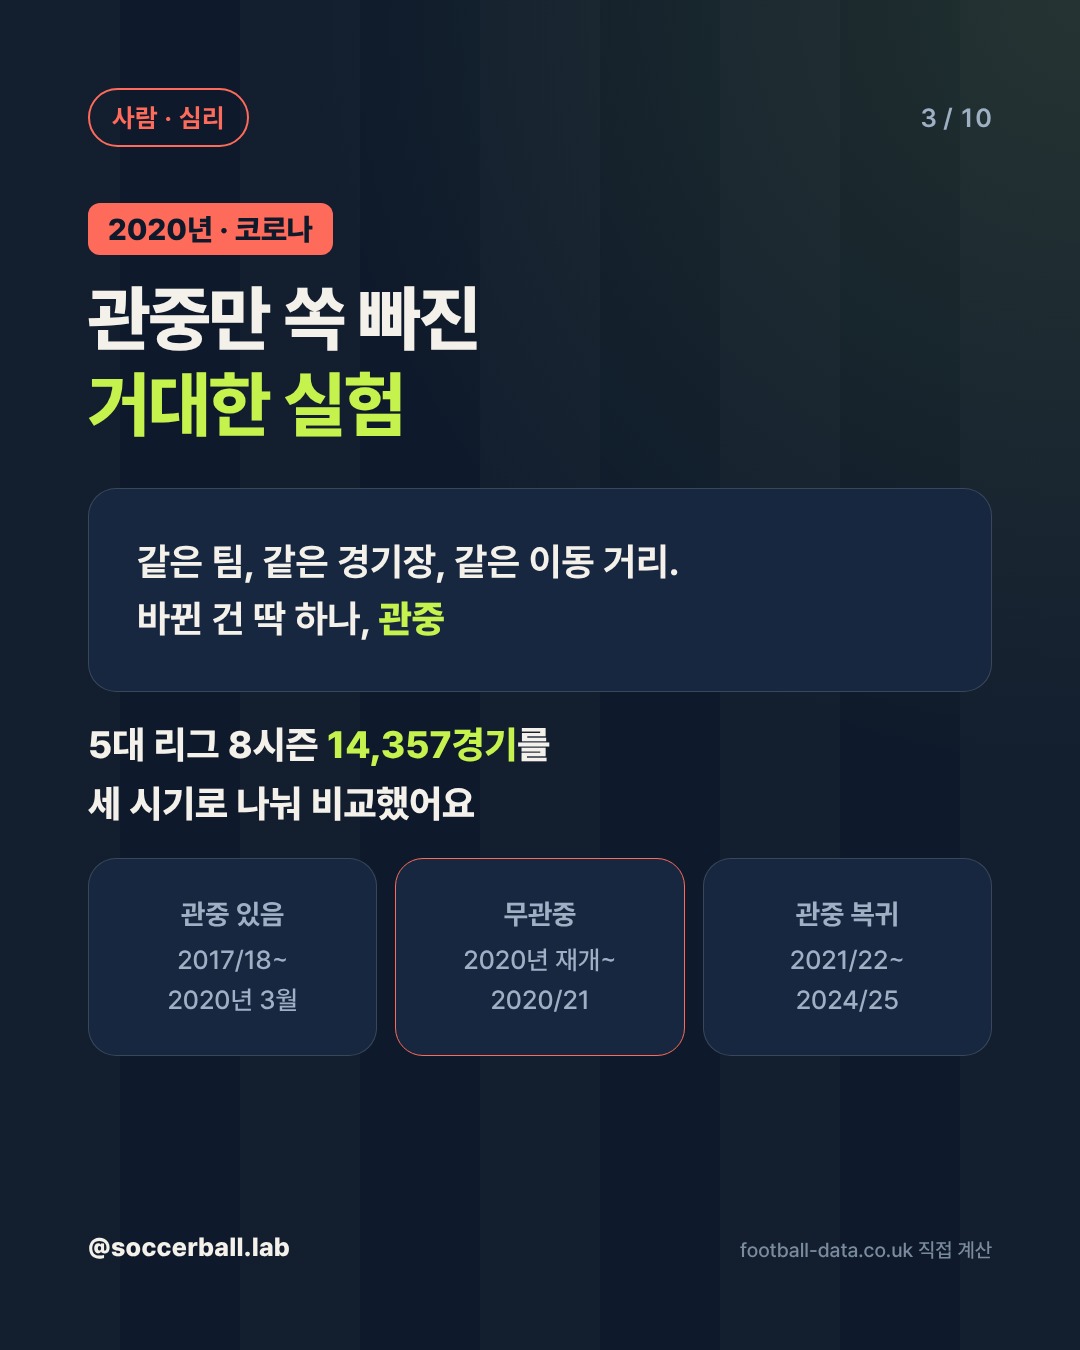 사람 · 심리
3 / 10
2020년 · 코로나
관중만 쏙 빠진
거대한 실험
같은 팀, 같은 경기장, 같은 이동 거리.
바뀐 건 딱 하나, 관중
5대 리그 8시즌 14,357경기를
세 시기로 나눠 비교했어요
관중 있음
2017/18~
2020년 3월
무관중
2020년 재개~
2020/21
관중 복귀
2021/22~
2024/25
@soccerball.lab
football-data.co.uk 직접 계산